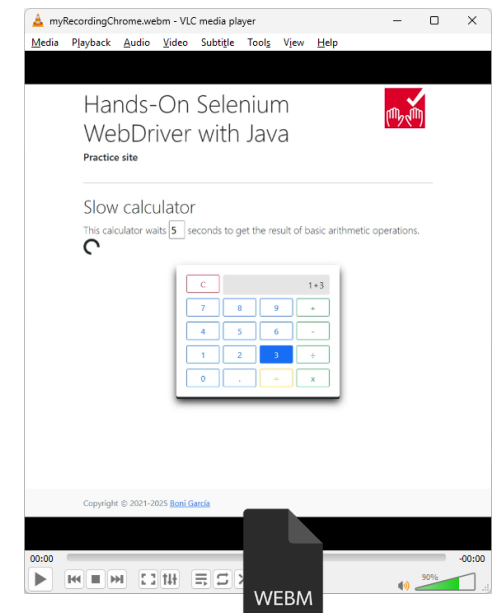 myRecordingChrome.webm - VLC media player
Media Playback Audio Video Subtitle Tools View Help
Hands-On Selenium
WebDriver with Java
Practice site
Slow calculator
This calculator waits 5 seconds to get the result of basic arithmetic operations.
C 1+3
7 8 9 +
4 5 6 -
1 2 3 ÷
0 . = x
Copyright © 2021-2025 Boni García
00:00 -00:00
90%
WEBM